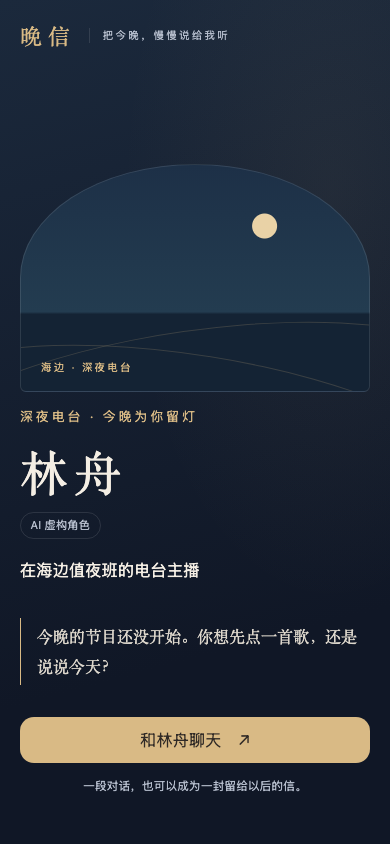 晚信
把今晚，慢慢说给我听
海边 · 深夜电台
深夜电台 · 今晚为你留灯
林舟
AI 虚构角色
在海边值夜班的电台主播
今晚的节目还没开始。你想先点一首歌，还是
说说今天？
和林舟聊天 ↗
一段对话，也可以成为一封留给以后的信。